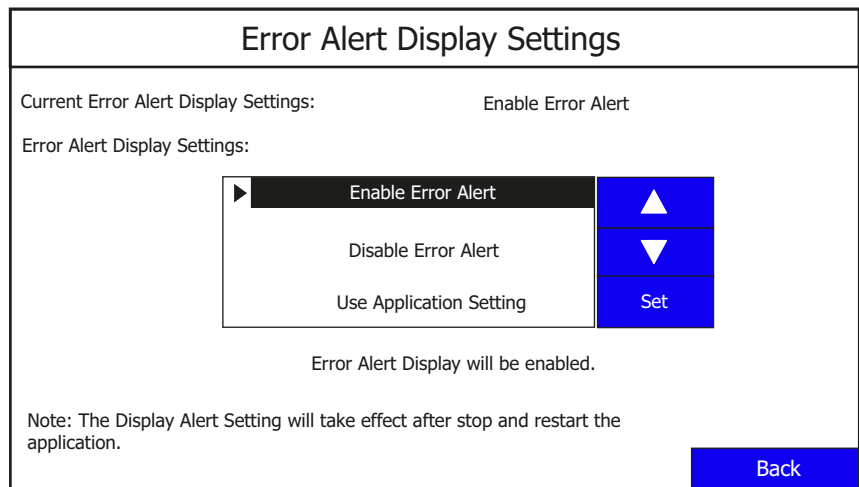 Error Alert Display Settings
Current Error Alert Display Settings: Enable Error Alert
Error Alert Display Settings:
Enable Error Alert
Disable Error Alert
Use Application Setting
Set
Error Alert Display will be enabled.
Note: The Display Alert Setting will take effect after stop and restart the
application.
Back